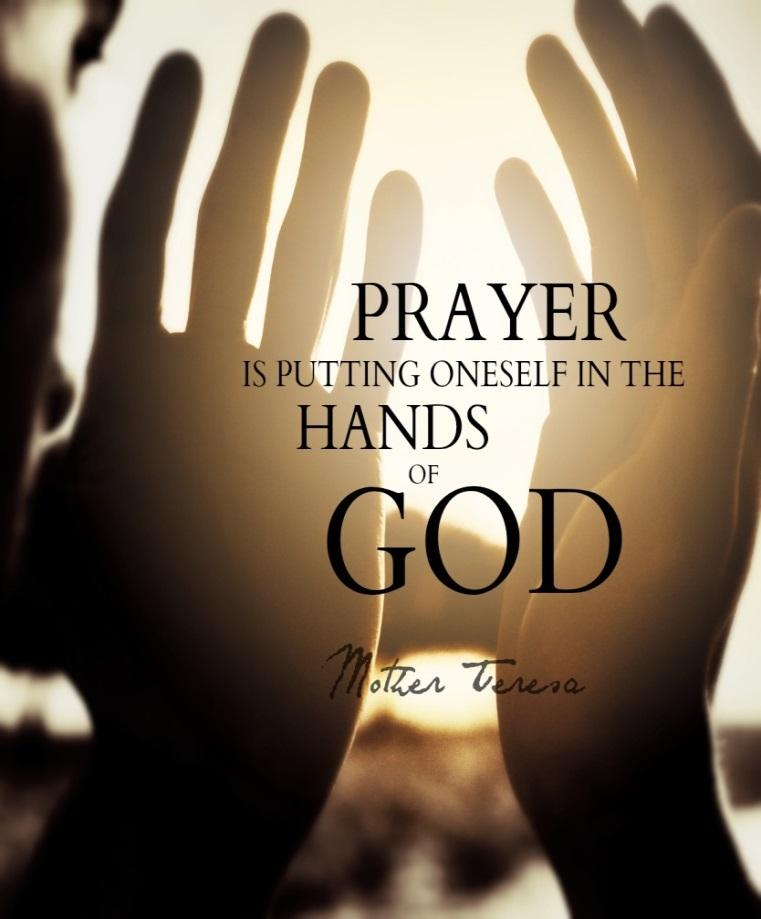 PRAYER
IS PUTTING ONESELF IN THE
HANDS
OF
GOD
Mother Teresa